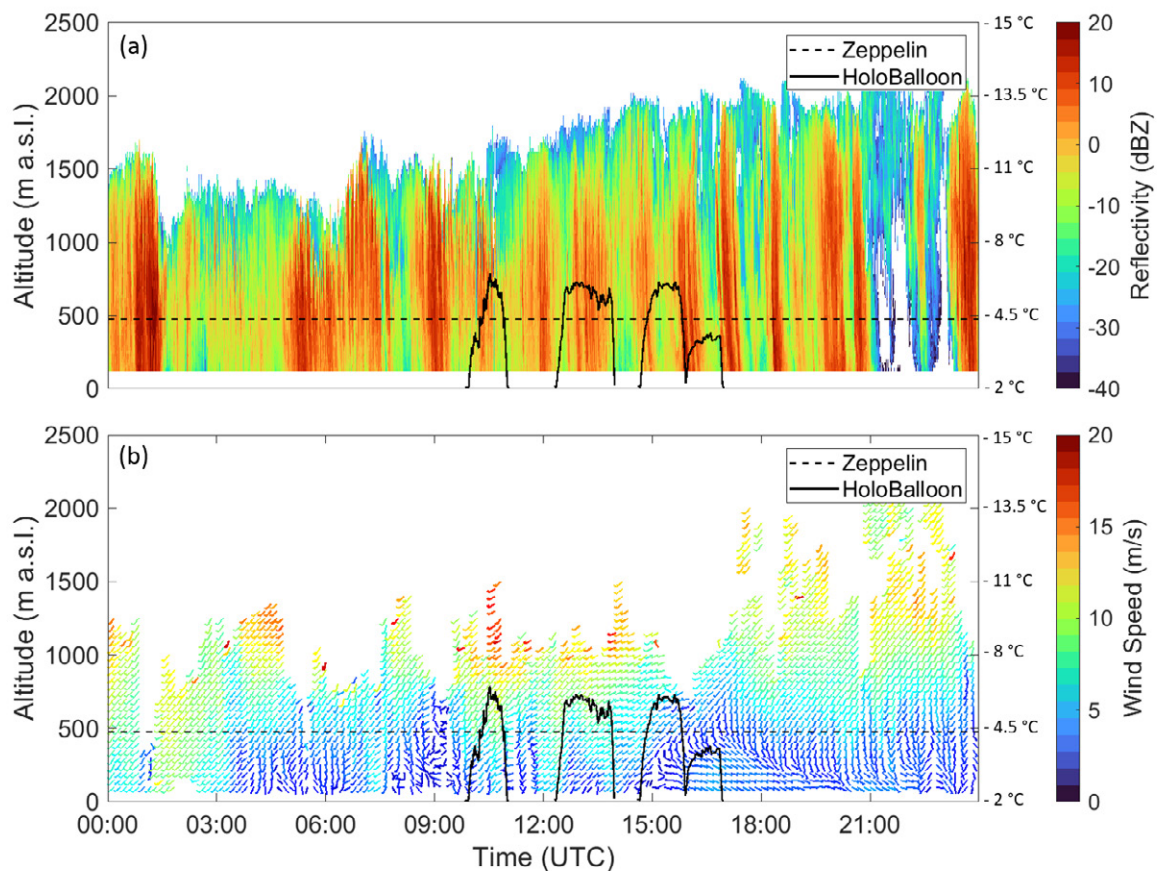 (a)
Zeppelin
HoloBalloon
2500
2000
1500
1000
500
0
Altitude (m a.s.l.)
- 15 °C
- 13.5 °C
- 11 °C
- 8 °C
- 4.5 °C
- 2 °C
20
10
0
-10
-20
-30
-40
Reflectivity (dBZ)
(b)
Zeppelin
HoloBalloon
2500
2000
1500
1000
500
0
Altitude (m a.s.l.)
- 15 °C
- 13.5 °C
- 11 °C
- 8 °C
- 4.5 °C
- 2 °C
20
15
10
5
0
Wind Speed (m/s)
00:00 03:00 06:00 09:00 12:00 15:00 18:00 21:00
Time (UTC)